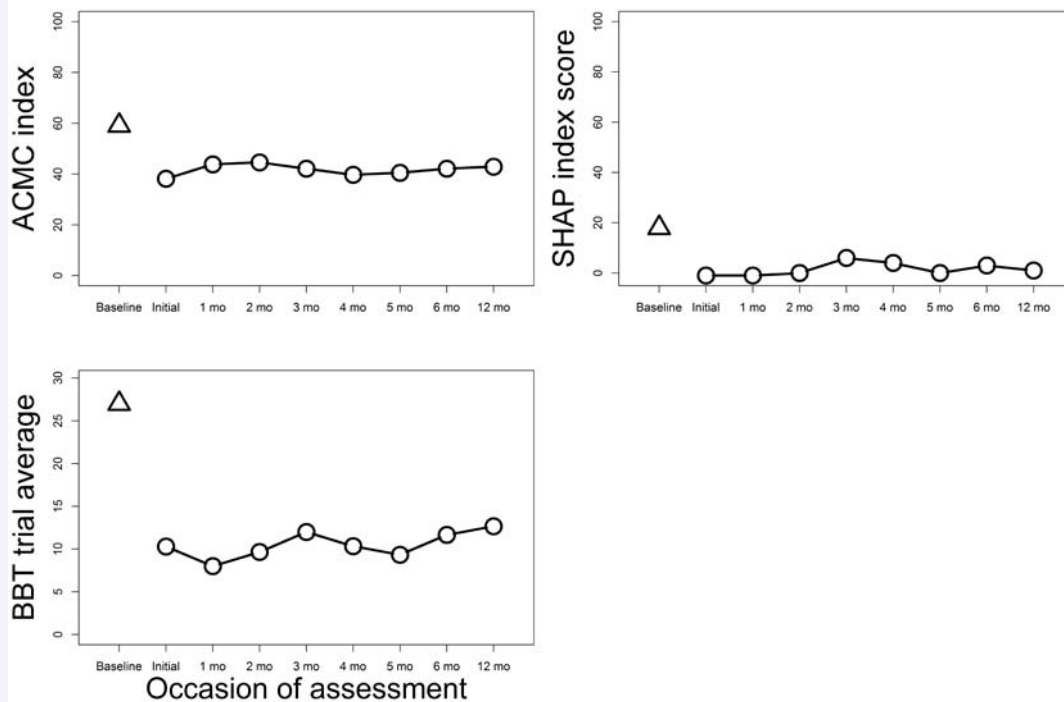 ACMC index
100
80
60
40
20
0
Baseline Initial 1 mo 2 mo 3 mo 4 mo 5 mo 6 mo 12 mo
SHAP index score
100
80
60
40
20
0
Baseline Initial 1 mo 2 mo 3 mo 4 mo 5 mo 6 mo 12 mo
BBT trial average
30
25
20
15
10
5
0
Baseline Initial 1 mo 2 mo 3 mo 4 mo 5 mo 6 mo 12 mo
Occasion of assessment